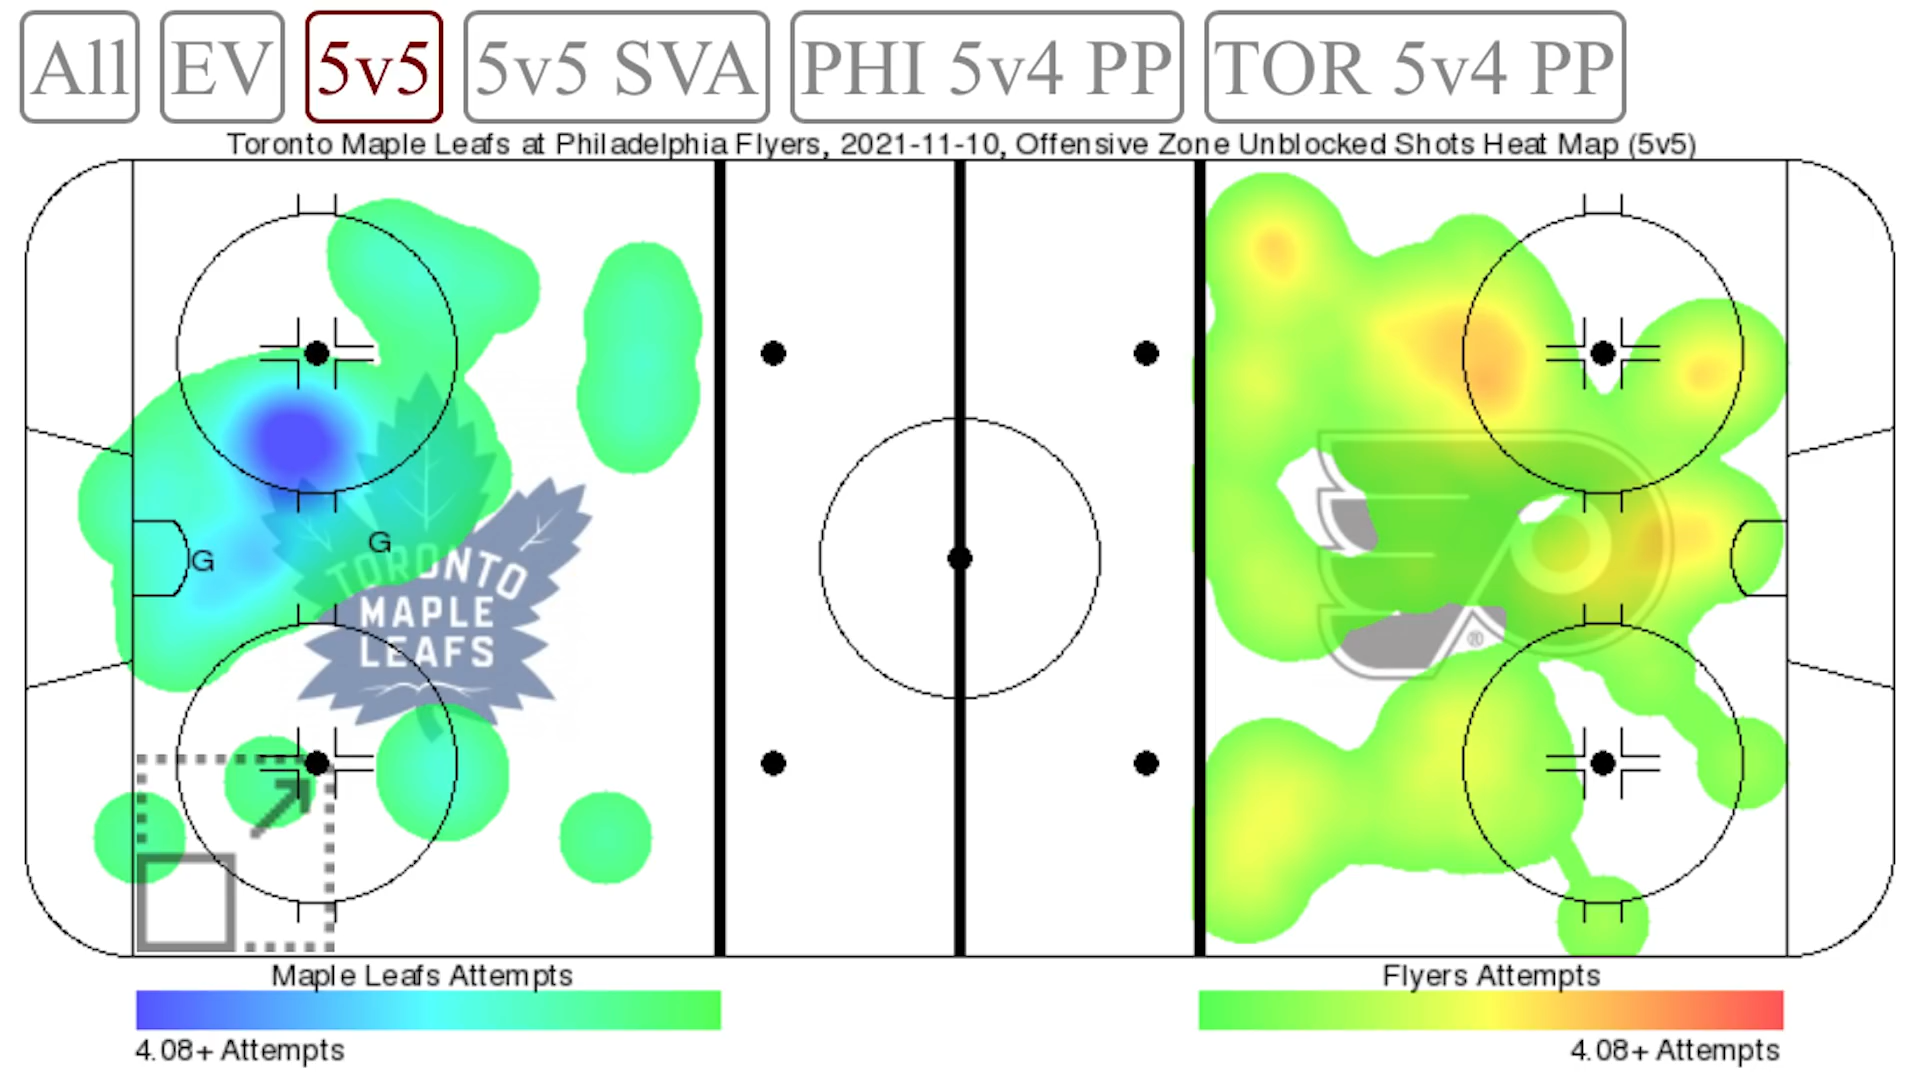 All EV 5v5 5v5 SVA PHI 5v4 PP TOR 5v4 PP
Toronto Maple Leafs at Philadelphia Flyers, 2021-11-10, Offensive Zone Unblocked Shots Heat Map (5v5)
G
G
TORONTO
MAPLE
LEAFS
®
Maple Leafs Attempts
Flyers Attempts
4.08+ Attempts
4.08+ Attempts